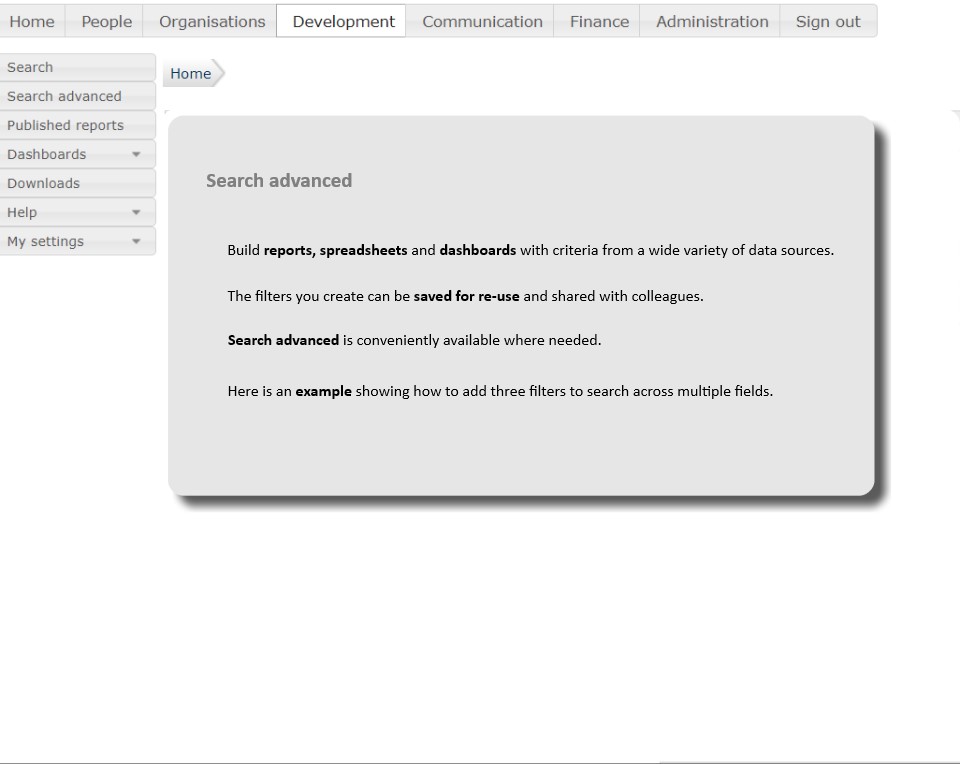 Home People Organisations Development Communication Finance Administration Sign out
Search
Search advanced
Published reports
Dashboards
Downloads
Help
My settings
Home
Search advanced
Build reports, spreadsheets and dashboards with criteria from a wide variety of data sources.
The filters you create can be saved for re-use and shared with colleagues.
Search advanced is conveniently available where needed.
Here is an example showing how to add three filters to search across multiple fields.